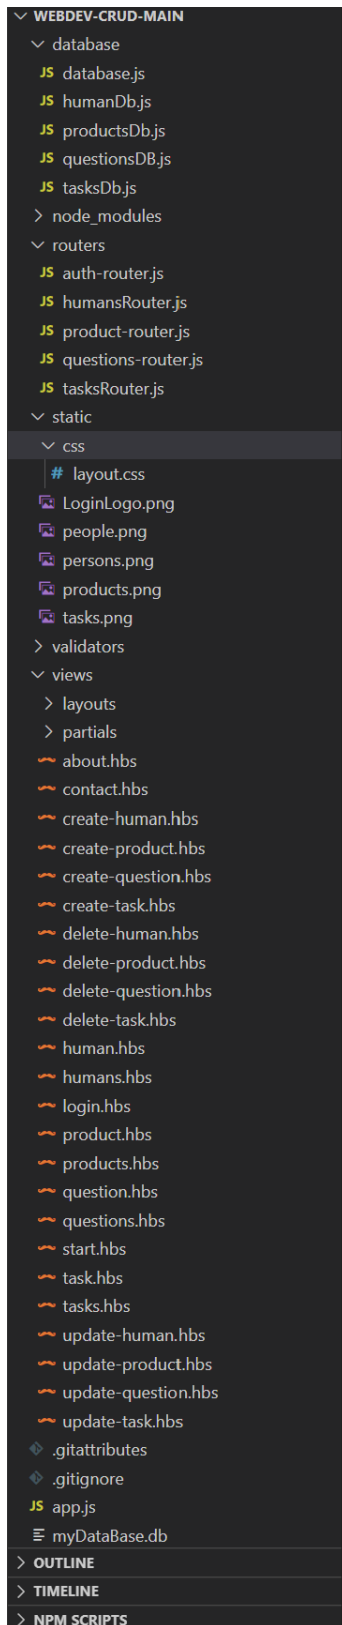 WEBDEV-CRUD-MAIN
database
JS database.js
JS humanDb.js
JS productsDb.js
JS questionsDB.js
JS tasksDb.js
node_modules
routers
JS auth-router.js
JS humansRouter.js
JS product-router.js
JS questions-router.js
JS tasksRouter.js
static
css
# layout.css
LoginLogo.png
people.png
persons.png
products.png
tasks.png
validators
views
layouts
partials
about.hbs
contact.hbs
create-human.hbs
create-product.hbs
create-question.hbs
create-task.hbs
delete-human.hbs
delete-product.hbs
delete-question.hbs
delete-task.hbs
human.hbs
humans.hbs
login.hbs
product.hbs
products.hbs
question.hbs
questions.hbs
start.hbs
task.hbs
tasks.hbs
update-human.hbs
update-product.hbs
update-question.hbs
update-task.hbs
.gitattributes
.gitignore
JS app.js
myDataBase.db
OUTLINE
TIMELINE
NPM SCRIPTS